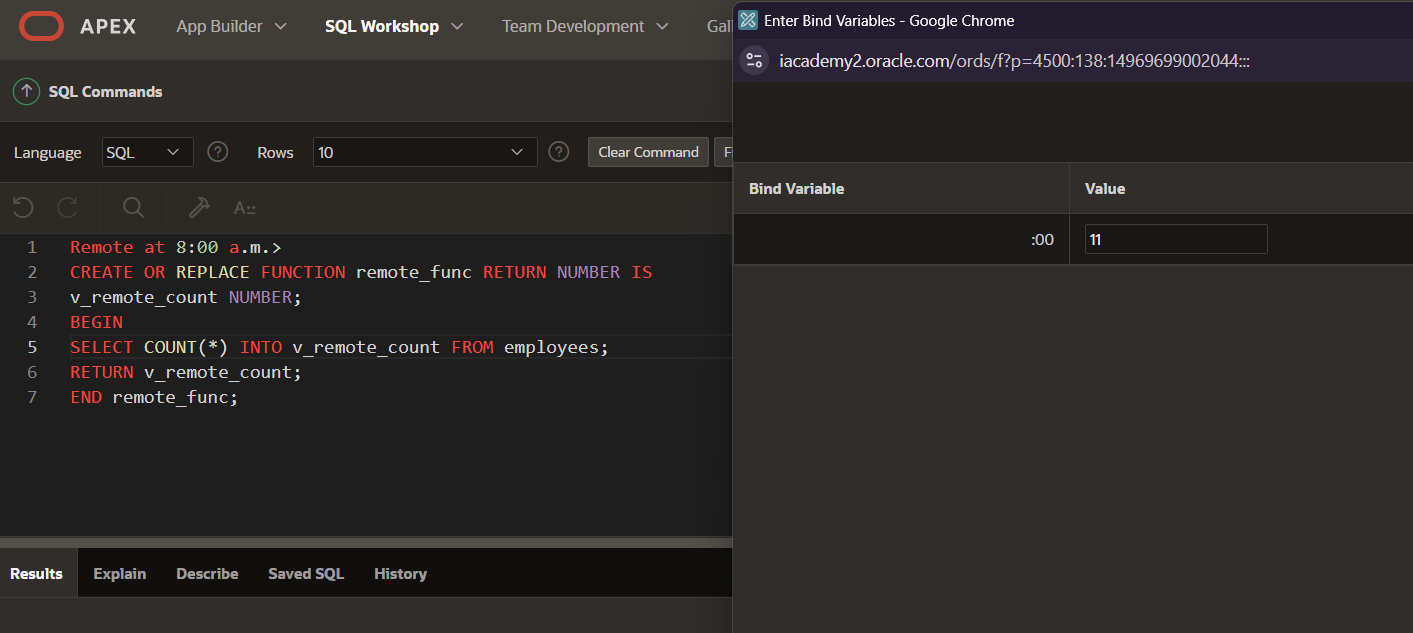 APEX App Builder SQL Workshop Team Development Gal
SQL Commands
Language SQL ? Rows 10 ? Clear Command F
A::
1 Remote at 8:00 a.m.>
2 CREATE OR REPLACE FUNCTION remote_func RETURN NUMBER IS
3 v_remote_count NUMBER;
4 BEGIN
5 SELECT COUNT(*) INTO v_remote_count FROM employees;
6 RETURN v_remote_count;
7 END remote_func;
Results Explain Describe Saved SQL History
Enter Bind Variables - Google Chrome
iacademy2.oracle.com/ords/f?p=4500:138:14969699002044:::
Bind Variable Value
:00 11